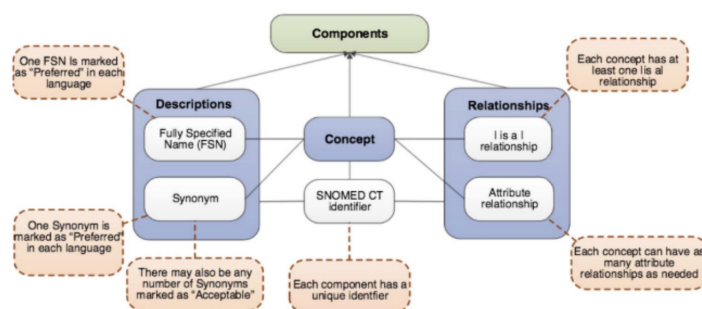 Components
One FSN Is marked
as "Preferred" in each
language
Each concept has at
least one l is a l
relationship
Descriptions
Relationships
Fully Specified
Name (FSN)
Concept
l is a l
relationship
Synonym
SNOMED CT
identifier
Attribute
relationship
One Synonym is
marked as "Preferred"
in each language
There may also be any
number of Synonyms
marked as "Acceptable"
Each component has a
unique identfier
Each concept can have as
many attribute
relationships as needed